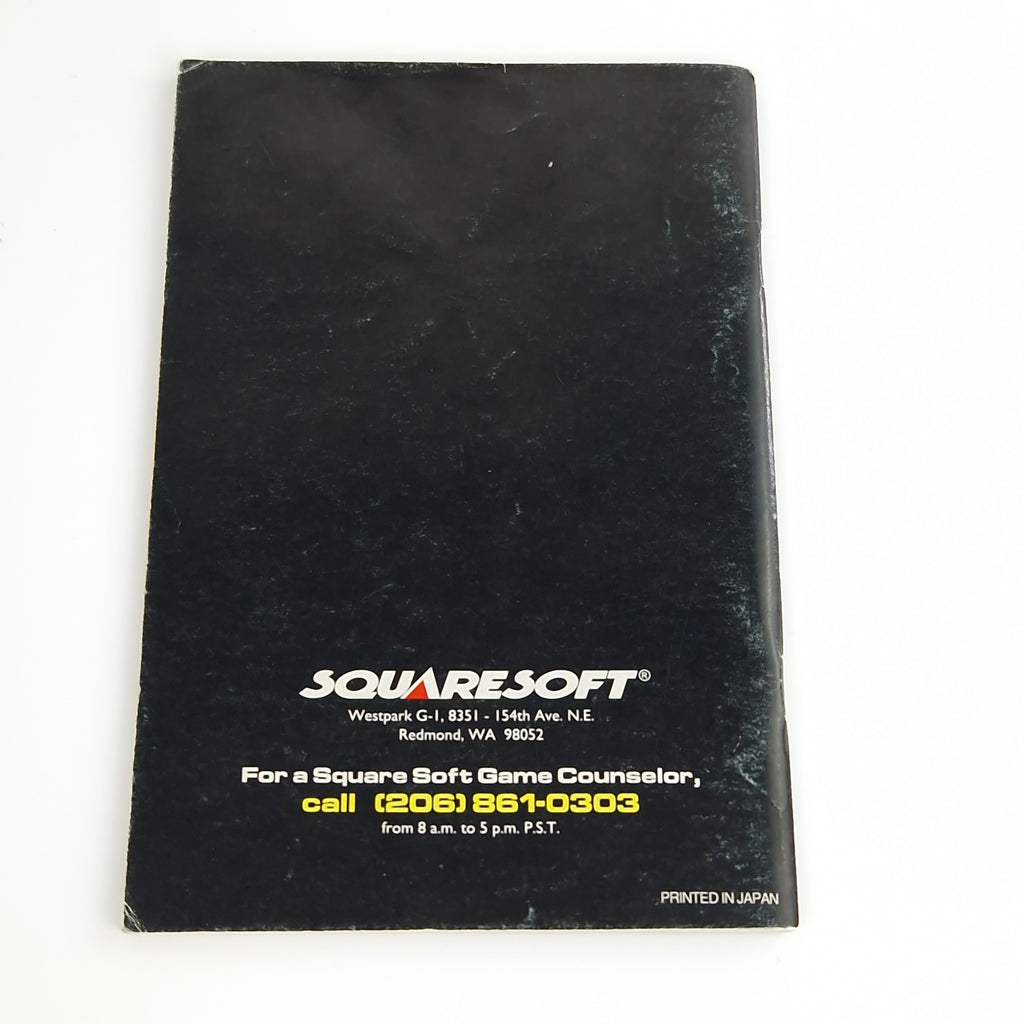 SQUARESOFT®
Westpark G-1, 8351 - 154th Ave. N.E.
Redmond, WA 98052
For a Square Soft Game Counselor,
call (206) 861-0303
from 8 a.m. to 5 p.m. P.S.T.
PRINTED IN JAPAN